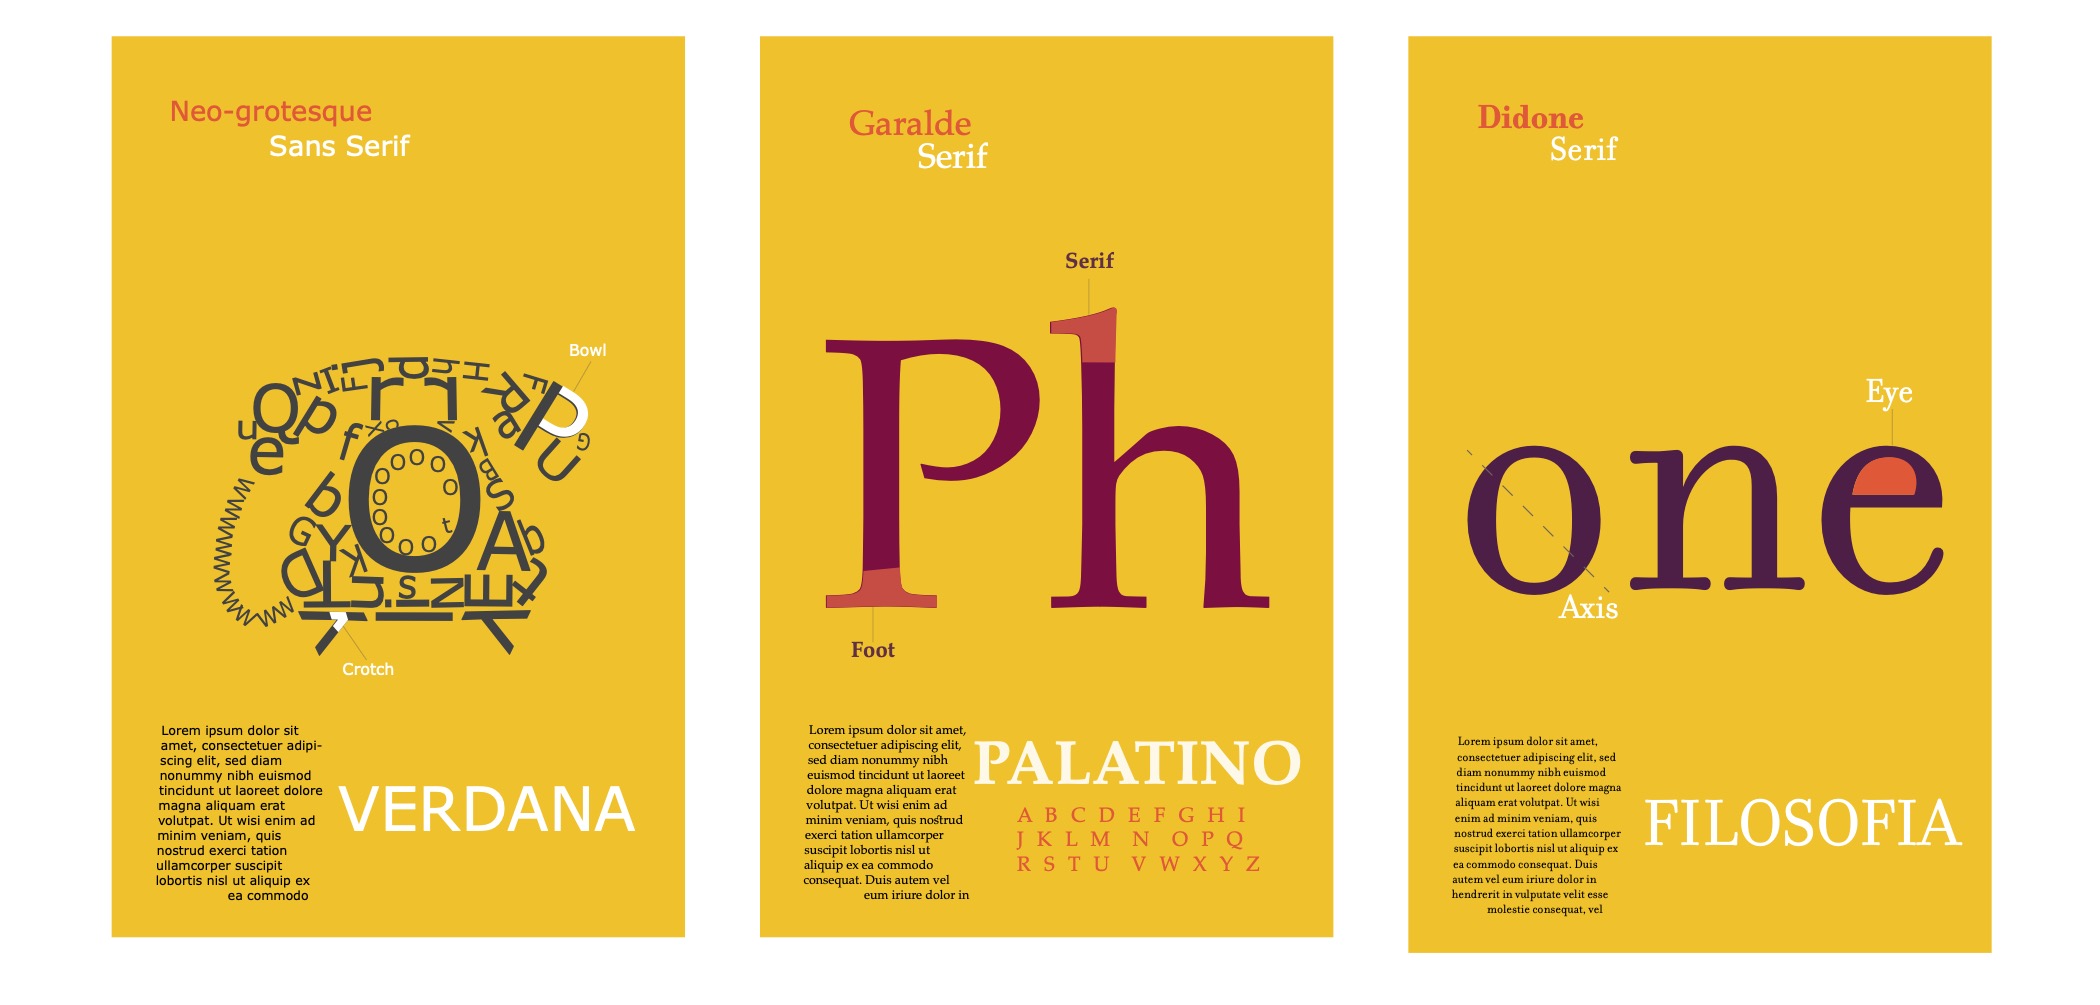 Neo-grotesque
Sans Serif
Bowl
Crotch
Lorem ipsum dolor sit
amet, consectetuer adipi-
scing elit, sed diam
nonummy nibh euismod
tincidunt ut laoreet dolore
magna aliquam erat
volutpat. Ut wisi enim ad
minim veniam, quis
nostrud exerci tation
ullamcorper suscipit
lobortis nisl ut aliquip ex
ea commodo
VERDANA
Garalde
Serif
Serif
Ph
Foot
Lorem ipsum dolor sit amet,
consectetuer adipiscing elit,
sed diam nonummy nibh
euismod tincidunt ut laoreet
dolore magna aliquam erat
volutpat. Ut wisi enim ad
minim veniam, quis nostrud
exerci tation ullamcorper
suscipit lobortis nisl ut
aliquip ex ea commodo
consequat. Duis autem vel
eum iriure dolor in
PALATINO
A B C D E F G H I
J K L M N O P Q
R S T U V W X Y Z
Didone
Serif
Eye
one
Axis
Lorem ipsum dolor sit amet,
consectetuer adipiscing elit, sed
diam nonummy nibh euismod
tincidunt ut laoreet dolore magna
aliquam erat volutpat. Ut wisi
enim ad minim veniam, quis
nostrud exerci tation ullamcorper
suscipit lobortis nisl ut aliquip ex
ea commodo consequat. Duis
autem vel eum iriure dolor in
hendrerit in vulputate velit esse
molestie consequat, vel
FILOSOFIA